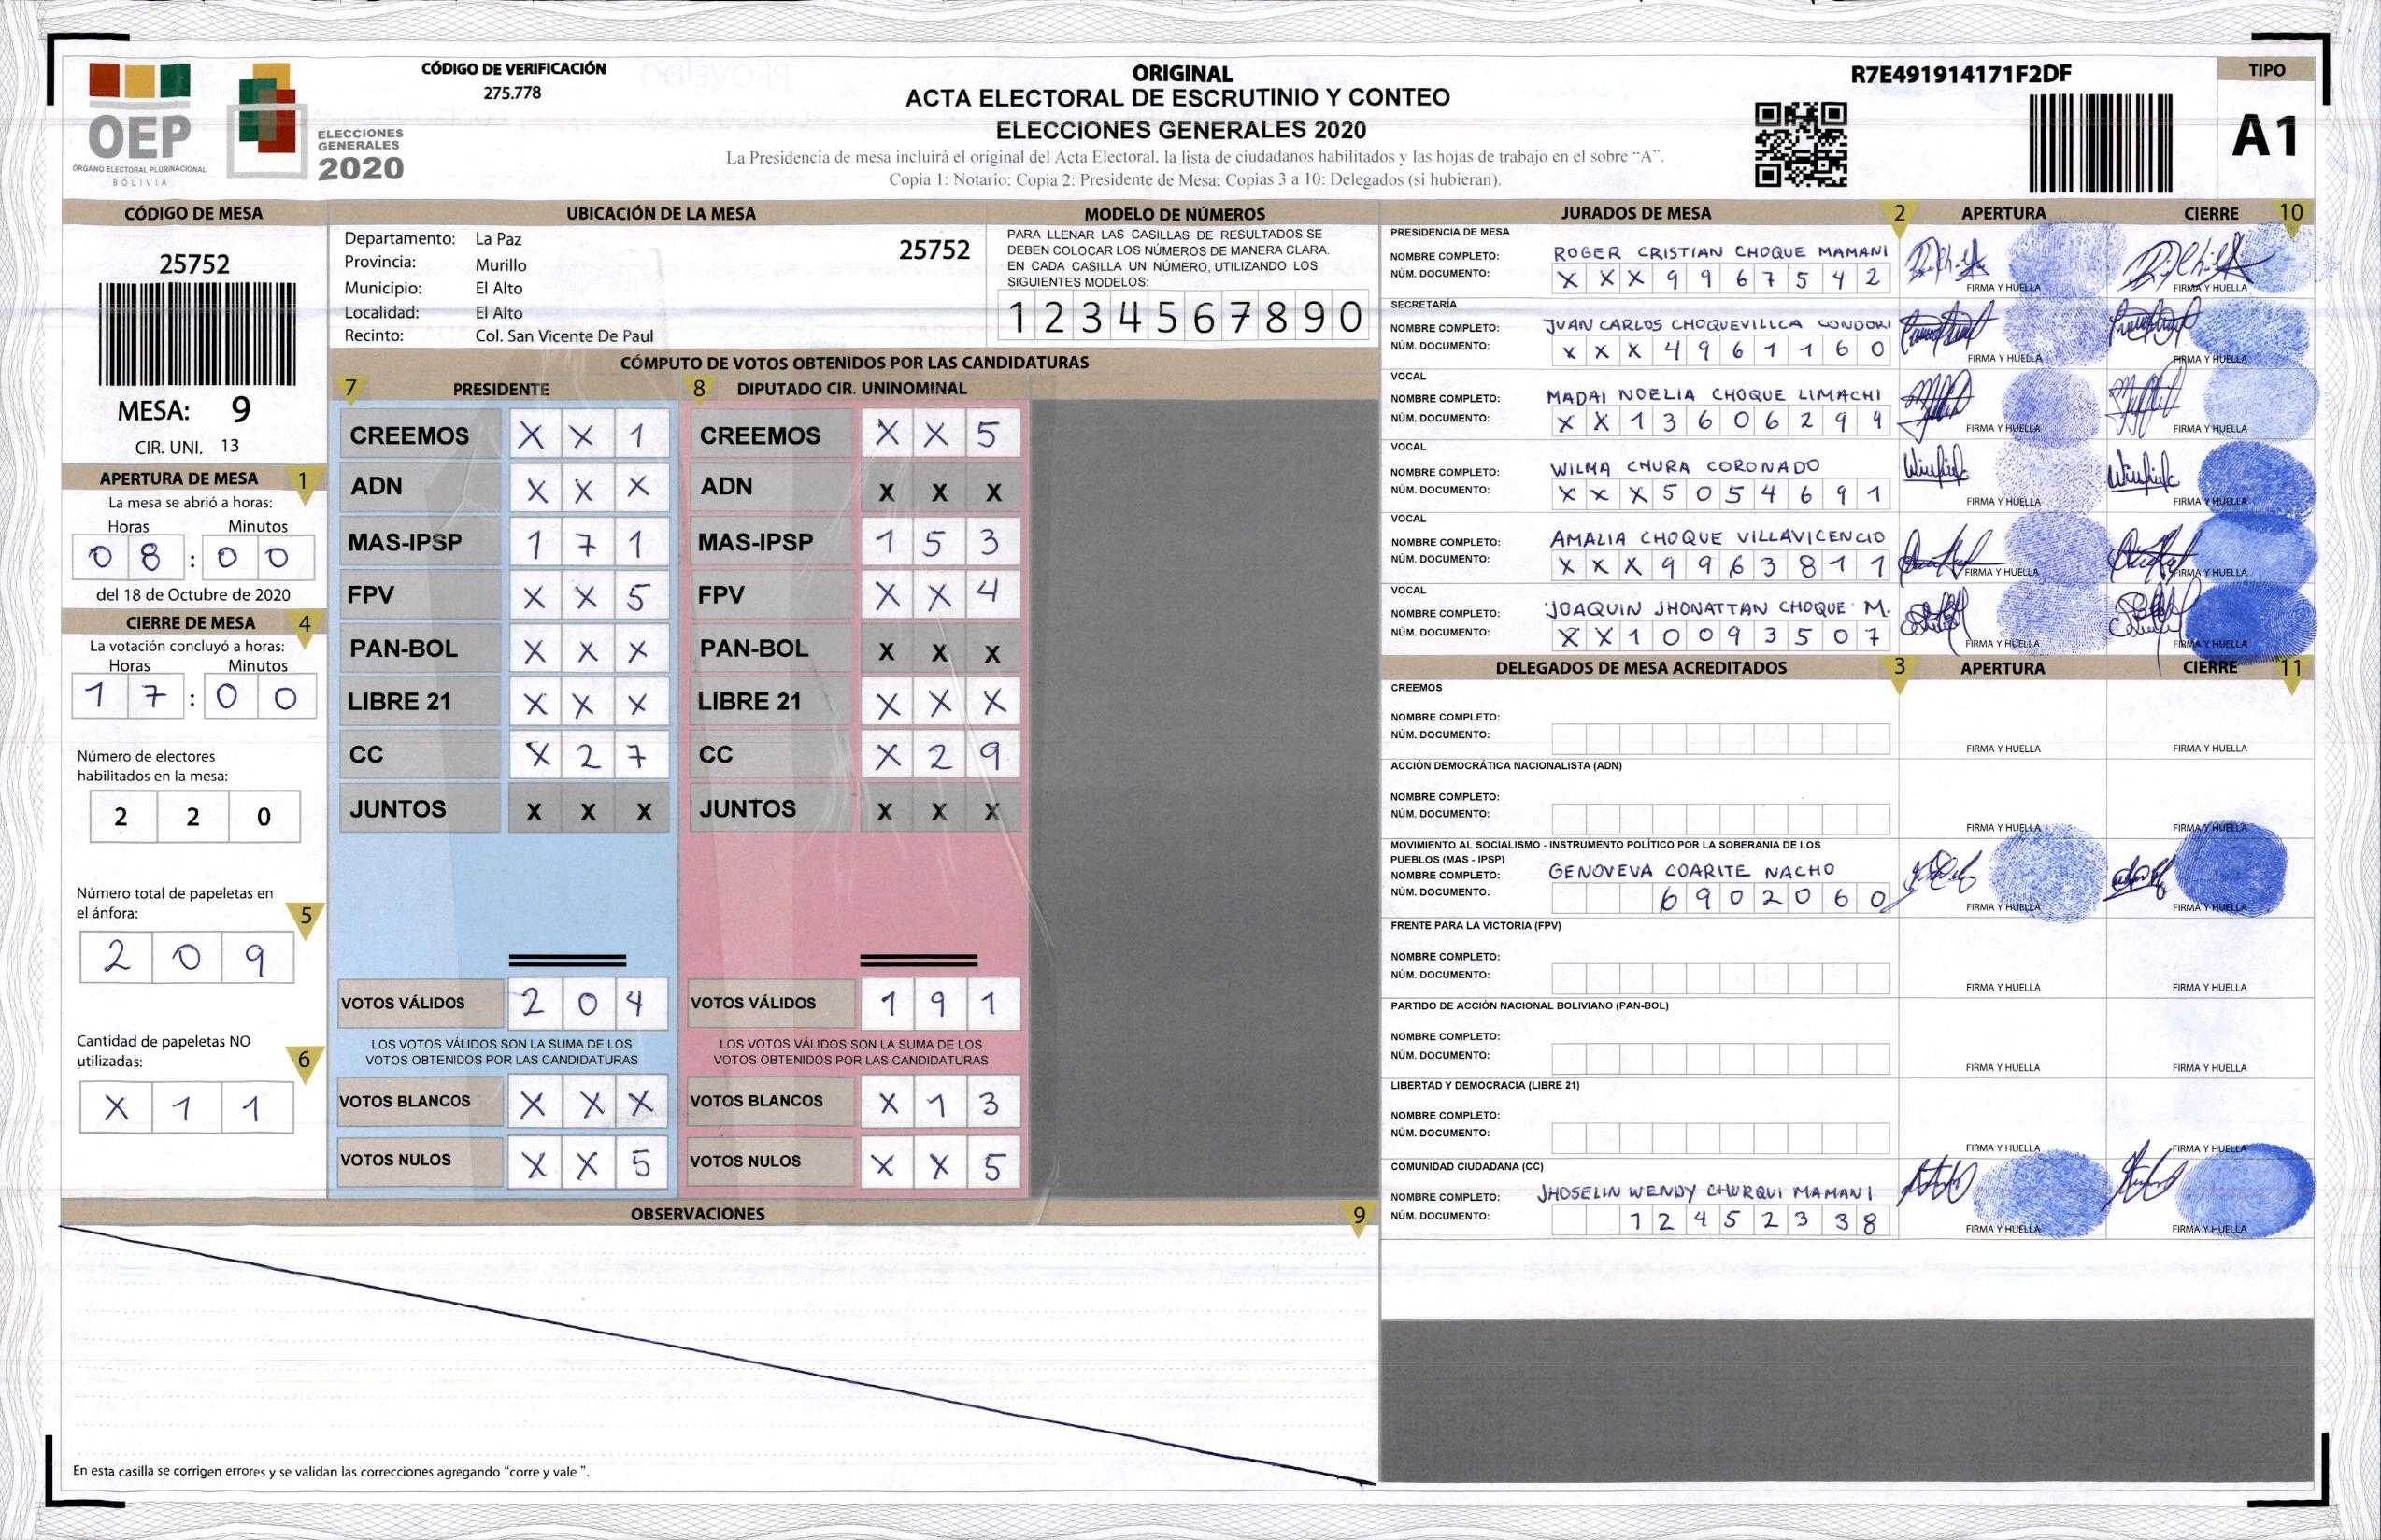 OEP
ÓRGANO ELECTORAL PLURINACIONAL
BOLIVIA
ELECCIONES
GENERALES
2020
CÓDIGO DE VERIFICACIÓN
275.778
ORIGINAL
ACTA ELECTORAL DE ESCRUTINIO Y CONTEO
ELECCIONES GENERALES 2020
La Presidencia de mesa incluirá el original del Acta Electoral, la lista de ciudadanos habilitados y las hojas de trabajo en el sobre "A".
Copia 1: Notario: Copia 2: Presidente de Mesa: Copias 3 a 10: Delegados (si hubieran).
R7E491914171F2DF
TIPO
A1
CÓDIGO DE MESA
25752
MESA: 9
CIR. UNI. 13
APERTURA DE MESA 1
La mesa se abrió a horas:
Horas Minutos
0 8 : 0 0
del 18 de Octubre de 2020
CIERRE DE MESA 4
La votación concluyó a horas:
Horas Minutos
1 7 : 0 0
Número de electores
habilitados en la mesa:
2 2 0
Número total de papeletas en
el ánfora: 5
2 0 9
Cantidad de papeletas NO
utilizadas: 6
X 1 1
UBICACIÓN DE LA MESA
Departamento: La Paz 25752
Provincia: Murillo
Municipio: El Alto
Localidad: El Alto
Recinto: Col. San Vicente De Paul
MODELO DE NÚMEROS
PARA LLENAR LAS CASILLAS DE RESULTADOS SE
DEBEN COLOCAR LOS NÚMEROS DE MANERA CLARA.
EN CADA CASILLA UN NÚMERO, UTILIZANDO LOS
SIGUIENTES MODELOS:
1 2 3 4 5 6 7 8 9 0
CÓMPUTO DE VOTOS OBTENIDOS POR LAS CANDIDATURAS
7 PRESIDENTE
CREEMOS X X 1
ADN X X X
MAS-IPSP 1 7 1
FPV X X 5
PAN-BOL X X X
LIBRE 21 X X X
CC X 2 7
JUNTOS X X X
VOTOS VÁLIDOS 2 0 4
LOS VOTOS VÁLIDOS SON LA SUMA DE LOS
VOTOS OBTENIDOS POR LAS CANDIDATURAS
VOTOS BLANCOS X X X
VOTOS NULOS X X 5
8 DIPUTADO CIR. UNINOMINAL
CREEMOS X X 5
ADN X X X
MAS-IPSP 1 5 3
FPV X X 4
PAN-BOL X X X
LIBRE 21 X X X
CC X 2 9
JUNTOS X X X
VOTOS VÁLIDOS 1 9 1
LOS VOTOS VÁLIDOS SON LA SUMA DE LOS
VOTOS OBTENIDOS POR LAS CANDIDATURAS
VOTOS BLANCOS X 1 3
VOTOS NULOS X X 5
OBSERVACIONES 9
En esta casilla se corrigen errores y se validan las correcciones agregando "corre y vale ".
JURADOS DE MESA 2 APERTURA CIERRE 10
PRESIDENCIA DE MESA
NOMBRE COMPLETO: ROGER CRISTIAN CHOQUE MAMANI
NÚM. DOCUMENTO: X X X 9 9 6 7 5 4 2
FIRMA Y HUELLA FIRMA Y HUELLA
SECRETARÍA
NOMBRE COMPLETO: JUAN CARLOS CHOQUEVILLCA CONDORI
NÚM. DOCUMENTO: X X X 4 9 6 1 1 6 0
FIRMA Y HUELLA FIRMA Y HUELLA
VOCAL
NOMBRE COMPLETO: MADAI NOELIA CHOQUE LIMACHI
NÚM. DOCUMENTO: X X 1 3 6 0 6 2 9 9
FIRMA Y HUELLA FIRMA Y HUELLA
VOCAL
NOMBRE COMPLETO: WILMA CHURA CORONADO
NÚM. DOCUMENTO: X X X 5 0 5 4 6 9 1
FIRMA Y HUELLA FIRMA Y HUELLA
VOCAL
NOMBRE COMPLETO: AMALIA CHOQUE VILLAVICENCIO
NÚM. DOCUMENTO: X X X 9 9 6 3 8 1 1
FIRMA Y HUELLA FIRMA Y HUELLA
VOCAL
NOMBRE COMPLETO: JOAQUIN JHONATTAN CHOQUE M.
NÚM. DOCUMENTO: X X 1 0 0 9 3 5 0 7
FIRMA Y HUELLA FIRMA Y HUELLA
DELEGADOS DE MESA ACREDITADOS 3 APERTURA CIERRE 11
CREEMOS
NOMBRE COMPLETO:
NÚM. DOCUMENTO:
FIRMA Y HUELLA FIRMA Y HUELLA
ACCIÓN DEMOCRÁTICA NACIONALISTA (ADN)
NOMBRE COMPLETO:
NÚM. DOCUMENTO:
FIRMA Y HUELLA FIRMA Y HUELLA
MOVIMIENTO AL SOCIALISMO - INSTRUMENTO POLÍTICO POR LA SOBERANIA DE LOS
PUEBLOS (MAS - IPSP)
NOMBRE COMPLETO: GENOVEVA COARITE NACHO
NÚM. DOCUMENTO: 6 9 0 2 0 6 0
FIRMA Y HUELLA FIRMA Y HUELLA
FRENTE PARA LA VICTORIA (FPV)
NOMBRE COMPLETO:
NÚM. DOCUMENTO:
FIRMA Y HUELLA FIRMA Y HUELLA
PARTIDO DE ACCIÓN NACIONAL BOLIVIANO (PAN-BOL)
NOMBRE COMPLETO:
NÚM. DOCUMENTO:
FIRMA Y HUELLA FIRMA Y HUELLA
LIBERTAD Y DEMOCRACIA (LIBRE 21)
NOMBRE COMPLETO:
NÚM. DOCUMENTO:
FIRMA Y HUELLA FIRMA Y HUELLA
COMUNIDAD CIUDADANA (CC)
NOMBRE COMPLETO: JHOSELIN WENDY CHURQUI MAMANI
NÚM. DOCUMENTO: 1 2 4 5 2 3 3 8
FIRMA Y HUELLA FIRMA Y HUELLA